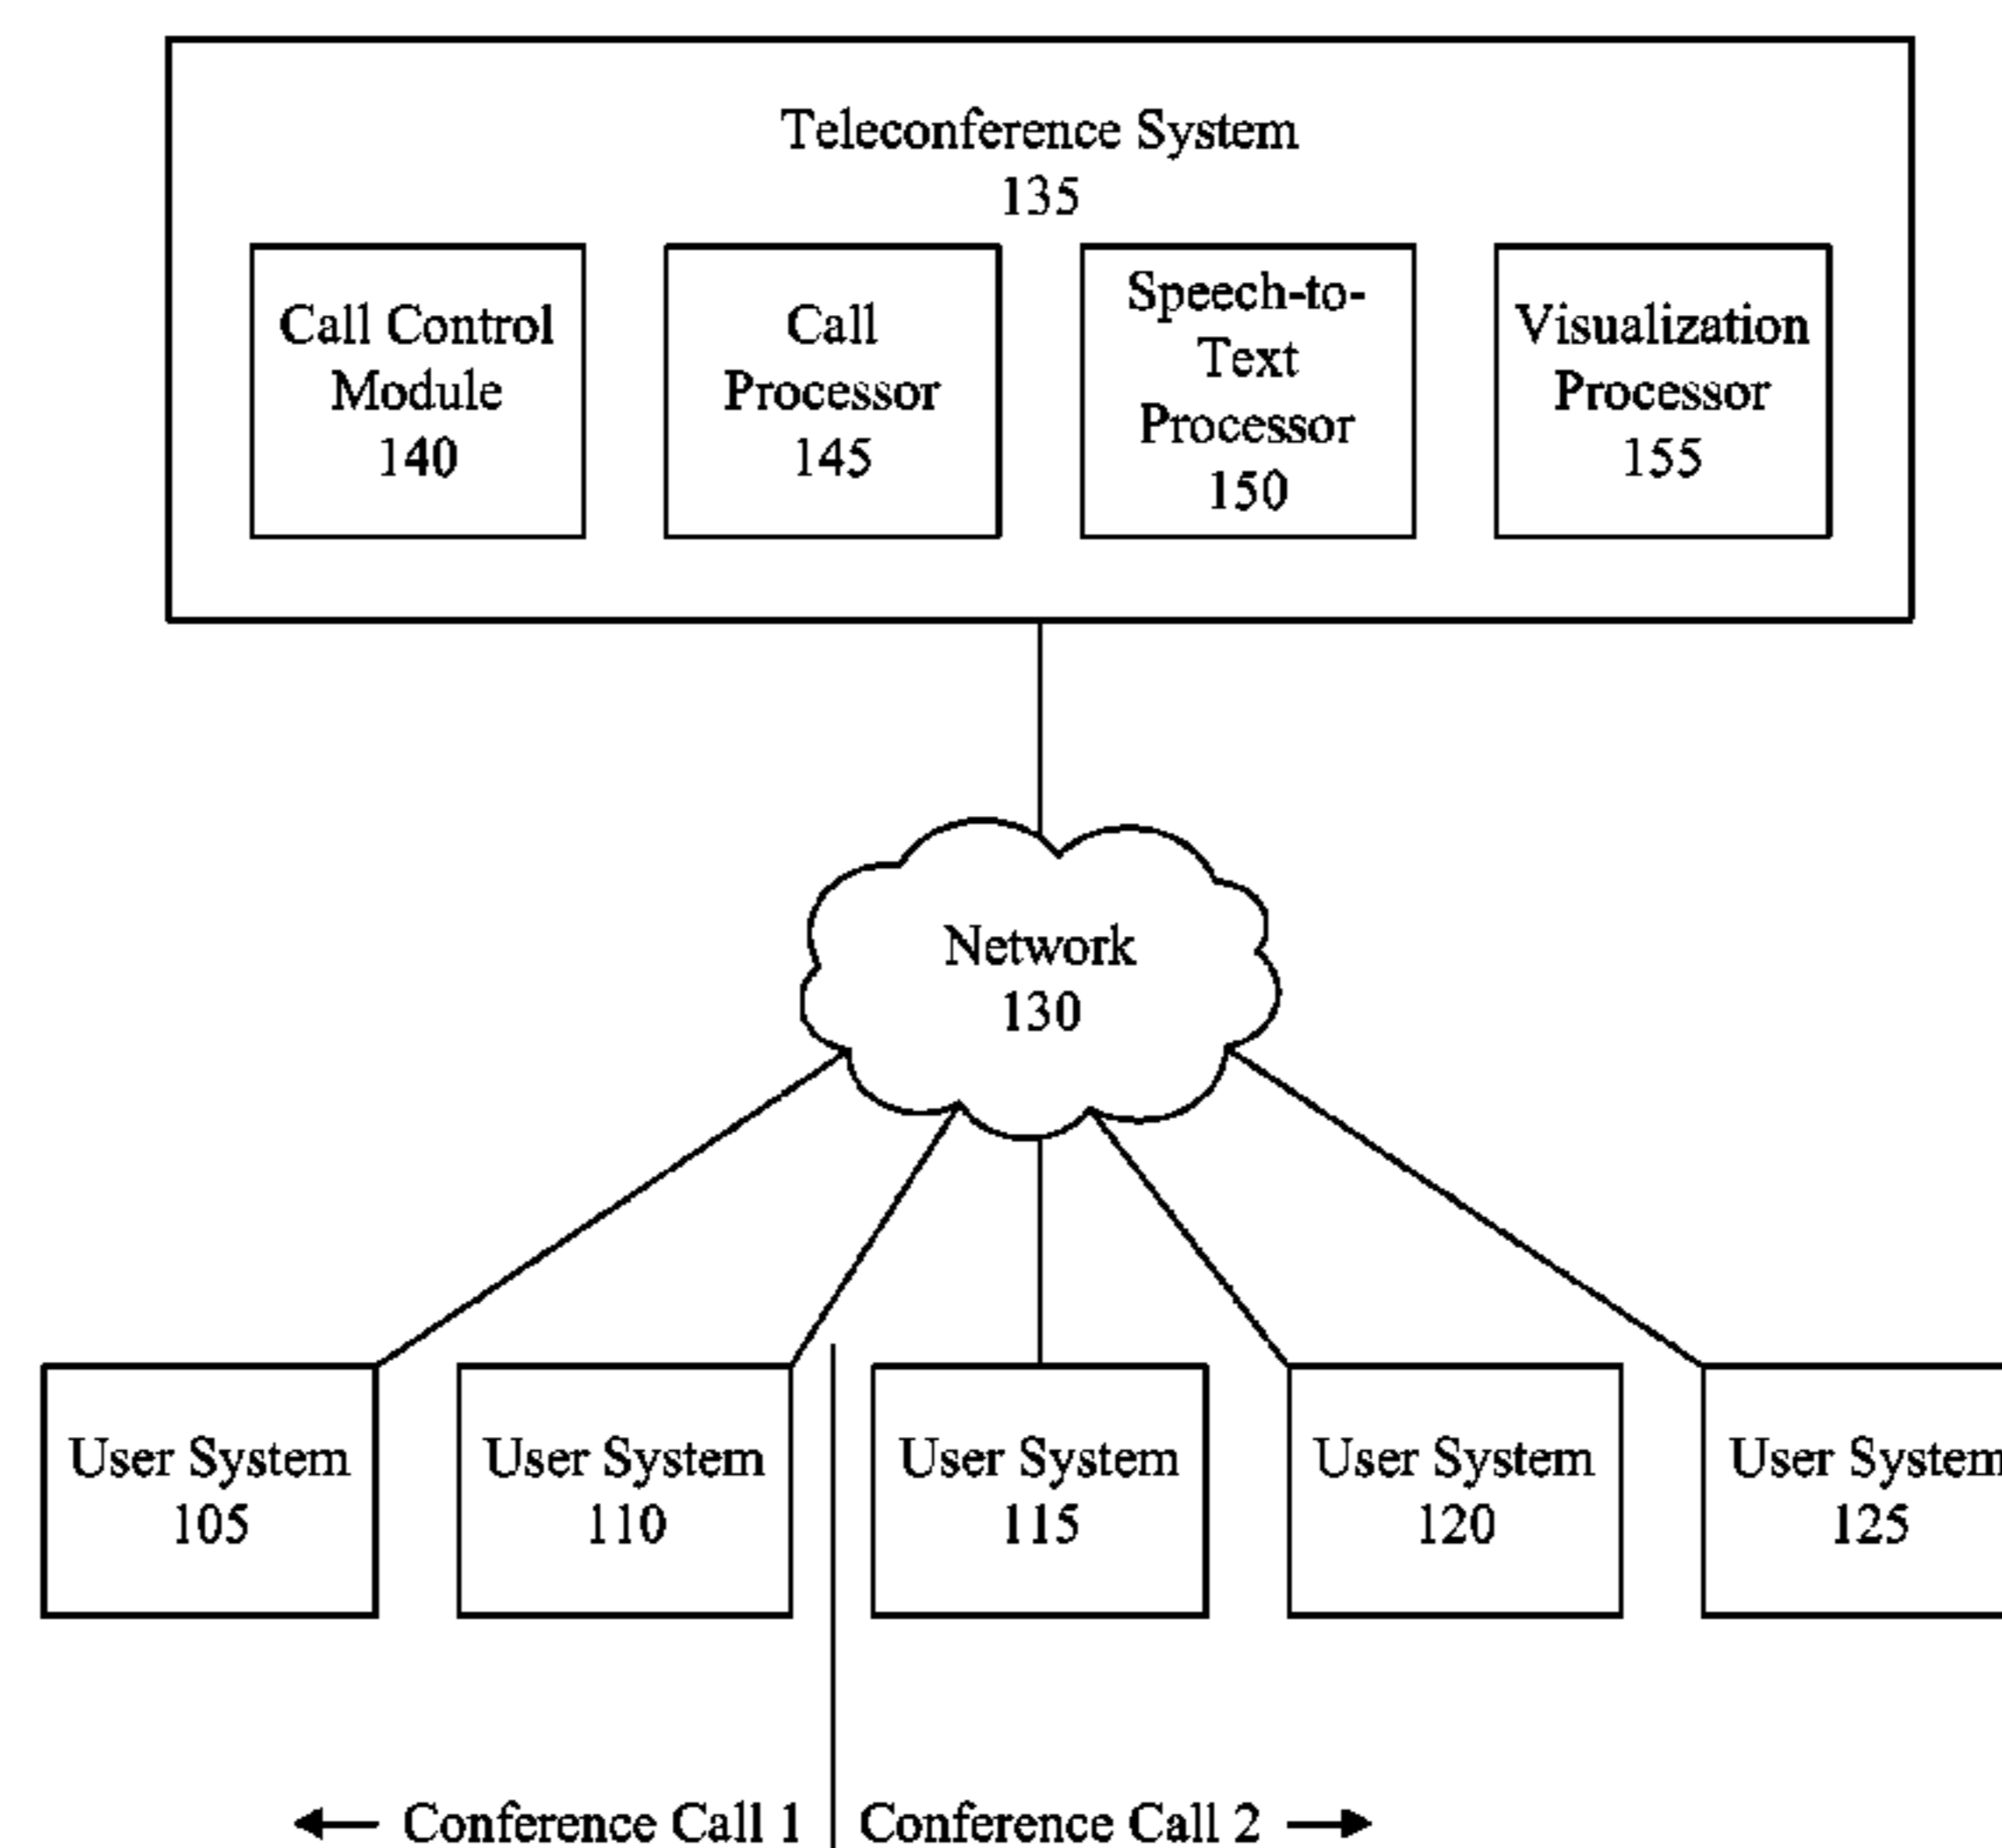 Teleconference System
135
Call Control
Module
140
Call
Processor
145
Speech-to-
Text
Processor
150
Visualization
Processor
155
Network
130
User System
105
User System
110
User System
115
User System
120
User System
125
Conference Call 1
Conference Call 2